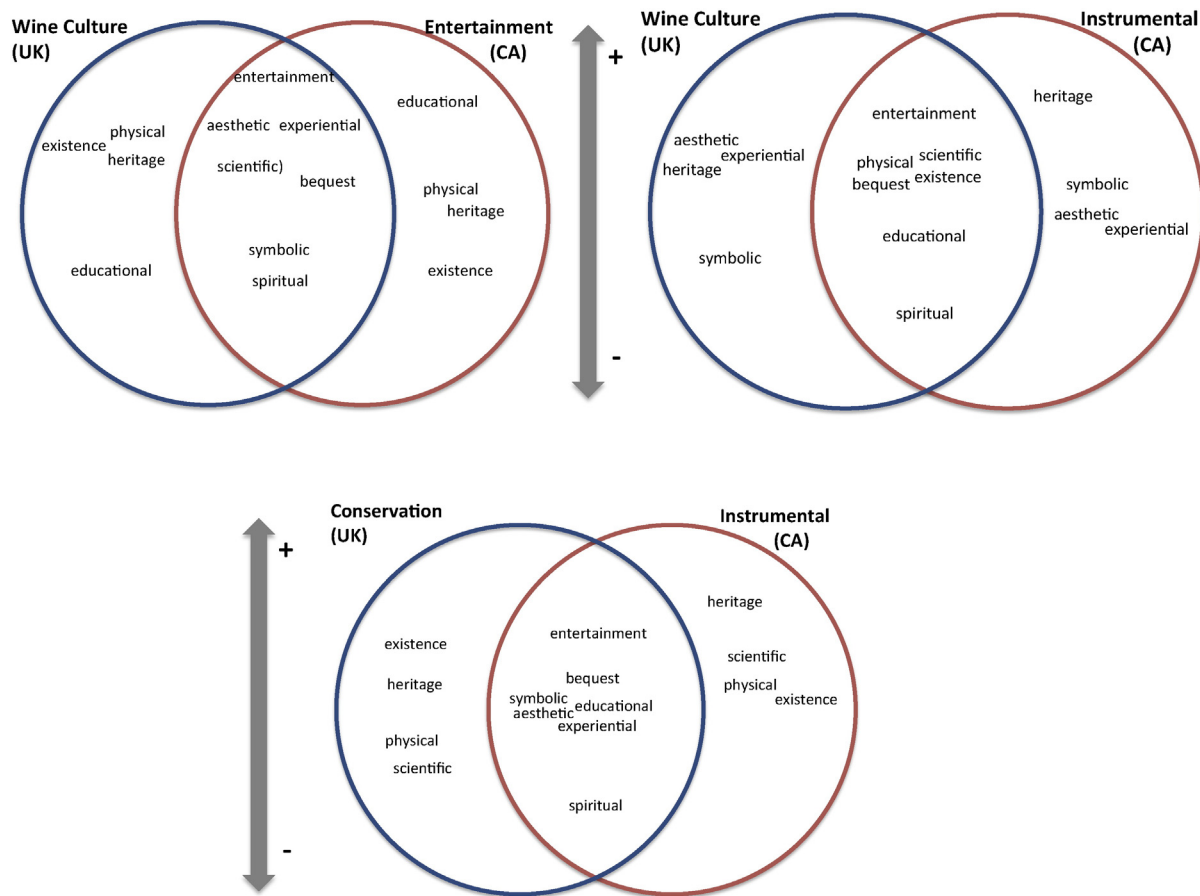 Wine Culture
(UK)
Entertainment
(CA)
entertainment
educational
aesthetic experiential
physical
existence
heritage
scientific)
bequest
physical
heritage
symbolic
educational
existence
spiritual
+
-
Wine Culture
(UK)
Instrumental
(CA)
heritage
entertainment
aesthetic
experiential
heritage
scientific
physical
existence
bequest
symbolic
aesthetic
experiential
educational
symbolic
spiritual
+
-
Conservation
(UK)
Instrumental
(CA)
heritage
entertainment
existence
scientific
bequest
heritage
physical
existence
symbolic
educational
aesthetic
experiential
physical
scientific
spiritual